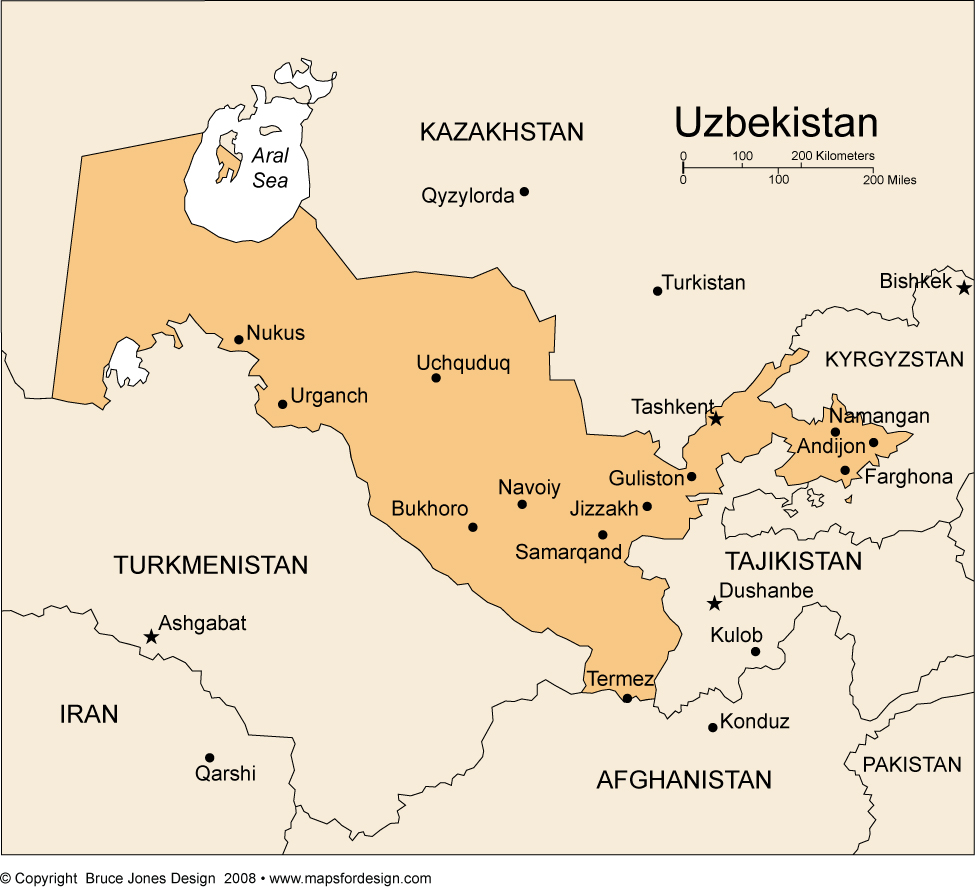 Uzbekistan
0 100 200 Kilometers
0 100 200 Miles
KAZAKHSTAN
Aral
Sea
Qyzylorda
Bishkek
Turkistan
Nukus
KYRGYZSTAN
Uchquduq
Urganch
Tashkent
Namangan
Andijon
Guliston
Farghona
Navoiy
Bukhoro
Jizzakh
Samarqand
TURKMENISTAN
TAJIKISTAN
Dushanbe
Ashgabat
Kulob
Termez
IRAN
Konduz
Qarshi
AFGHANISTAN
PAKISTAN
© Copyright Bruce Jones Design 2008 • www.mapsfordesign.com